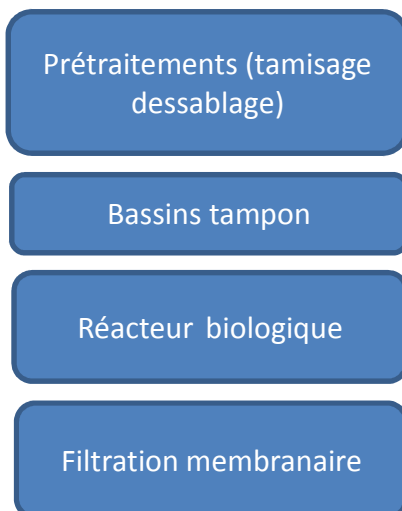 Prétraitements (tamisage
dessablage)
Bassins tampon
Réacteur biologique
Filtration membranaire